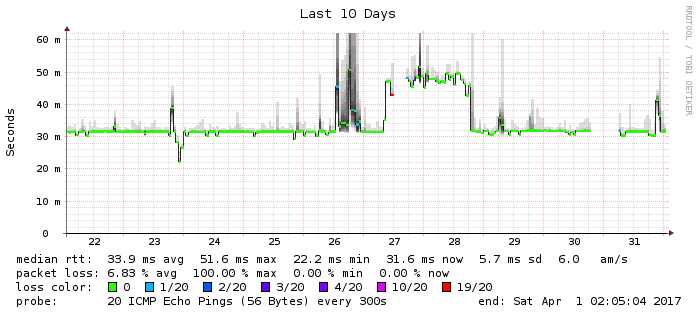 Last 10 Days
RRDTOOL / TOBI OETIKER
Seconds
60 m
50 m
40 m
30 m
20 m
10 m
0
22 23 24 25 26 27 28 29 30 31
median rtt: 33.9 ms avg 51.6 ms max 22.2 ms min 31.6 ms now 5.7 ms sd 6.0 am/s
packet loss: 6.83 % avg 100.00 % max 0.00 % min 0.00 % now
loss color: 0 1/20 2/20 3/20 4/20 10/20 19/20
probe: 20 ICMP Echo Pings (56 Bytes) every 300s end: Sat Apr 1 02:05:04 2017